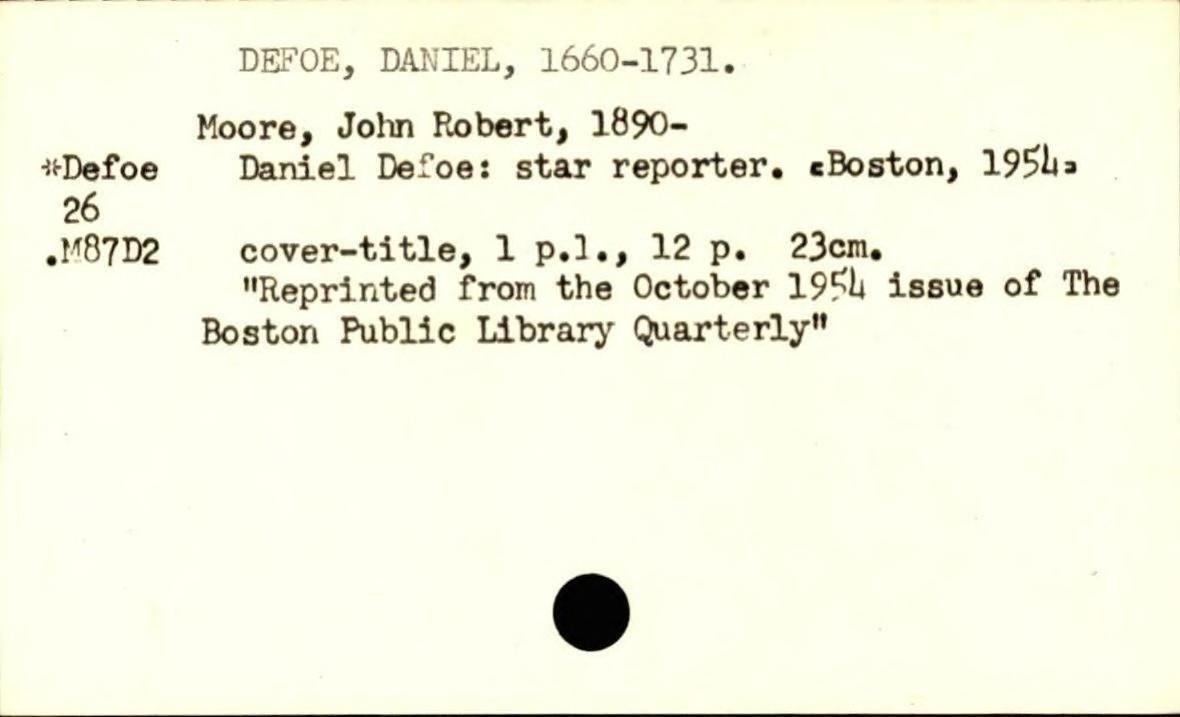 DEFOE, DANIEL, 1660-1731.
Moore, John Robert, 1890-
*Defoe Daniel Defoe: star reporter. [Boston, 1954]
26
.M87D2 cover-title, 1 p.l., 12 p. 23cm.
"Reprinted from the October 1954 issue of The
Boston Public Library Quarterly"